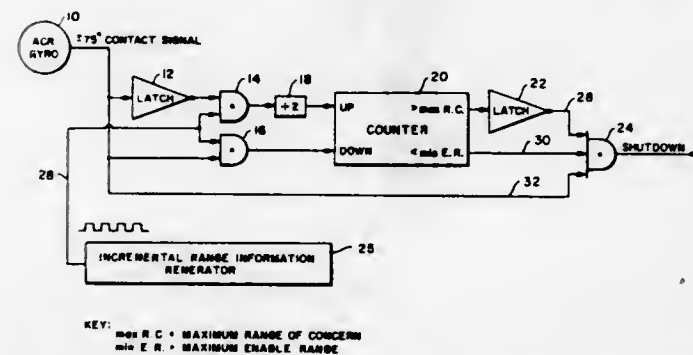 10
ACR
GYRO
±75° CONTACT SIGNAL
12
LATCH
14
18
÷2
16
20
UP
DOWN
COUNTER
>max R.C.
<min E.R.
22
LATCH
28
30
24
SHUTDOWN
32
28
25
INCREMENTAL RANGE INFORMATION
RENERATOR
KEY:
max R.C = MAXIMUM RANGE OF CONCERN
min E.R. = MAXIMUM ENABLE RANGE